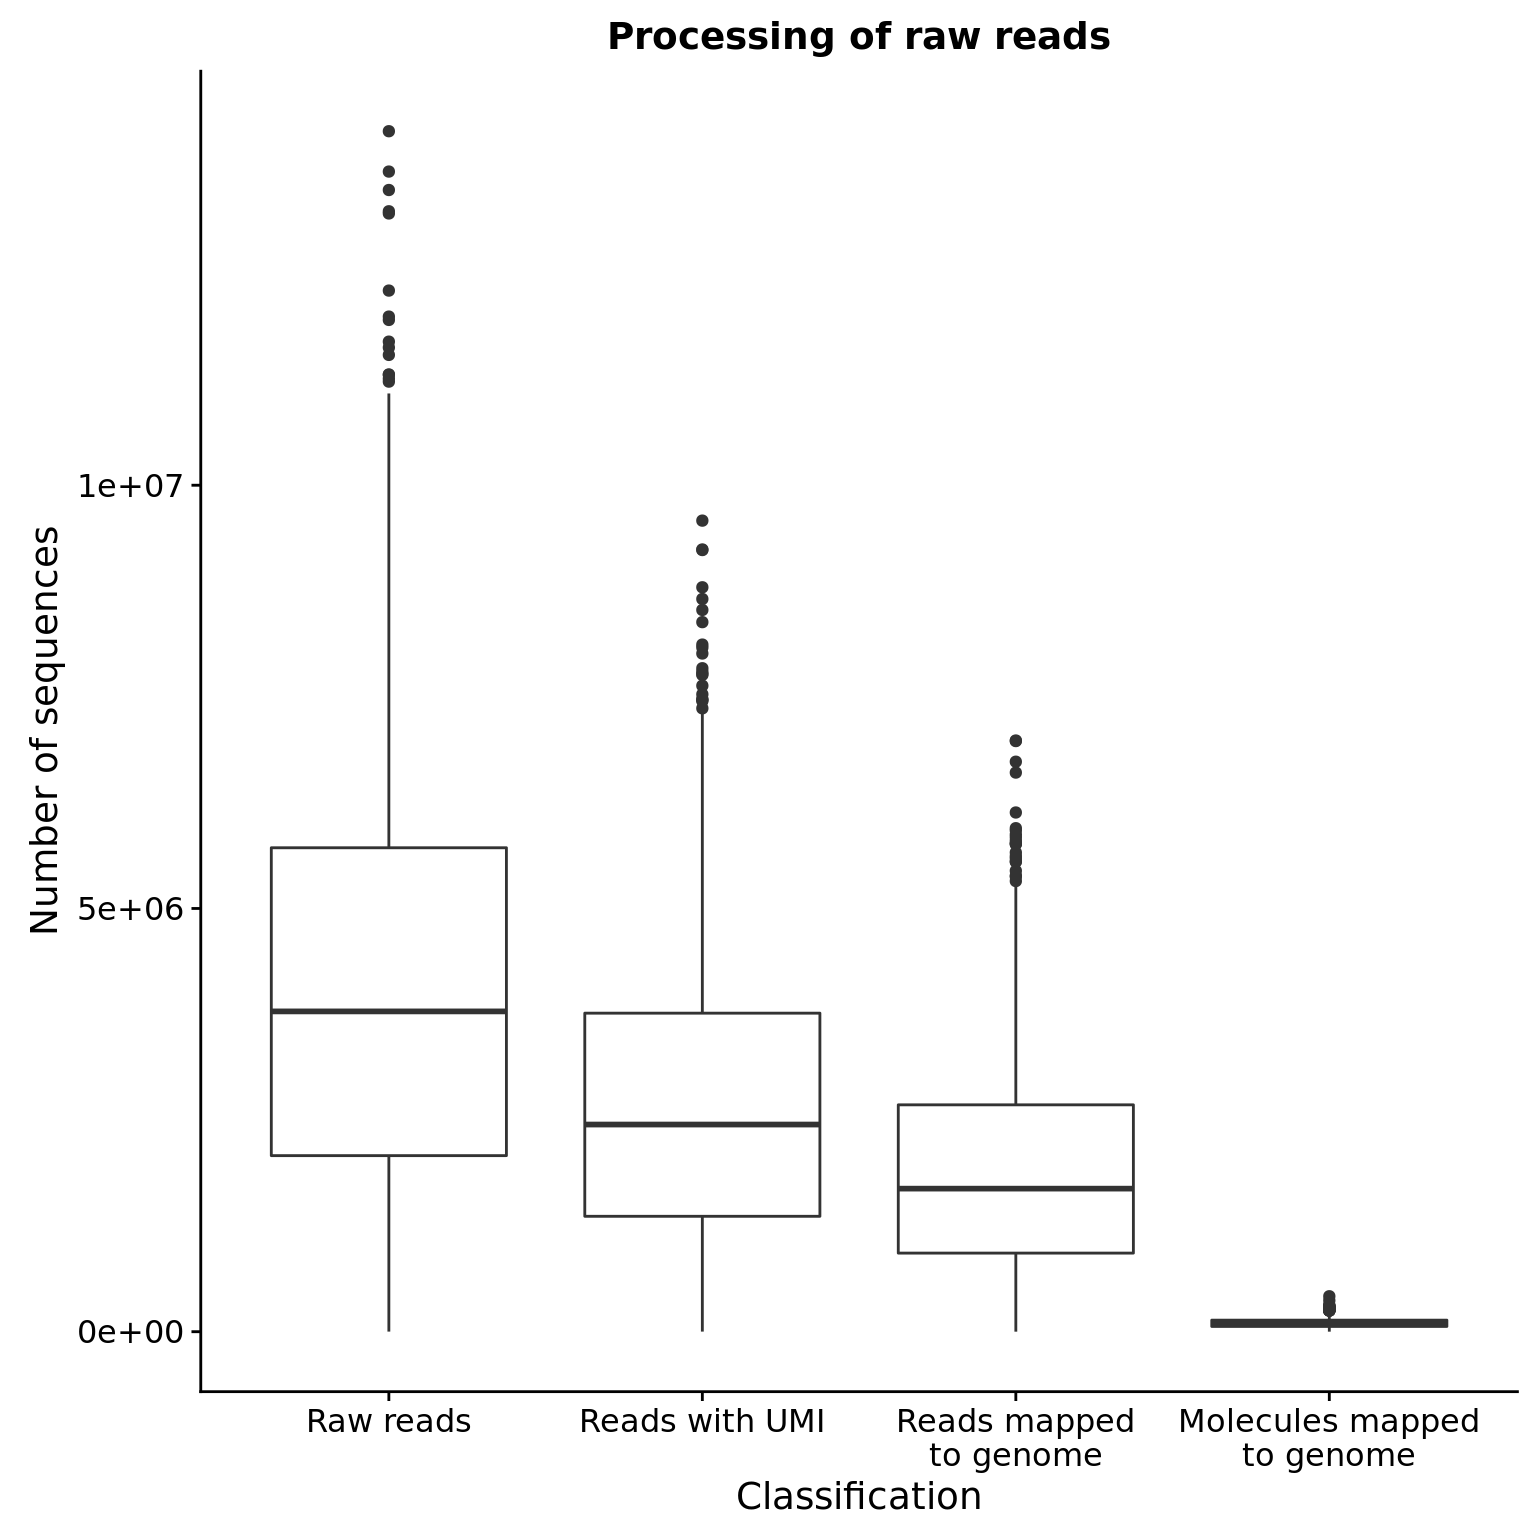 Processing of raw reads
Number of sequences
1e+07
5e+06
0e+00
Raw reads
Reads with UMI
Reads mapped
to genome
Molecules mapped
to genome
Classification